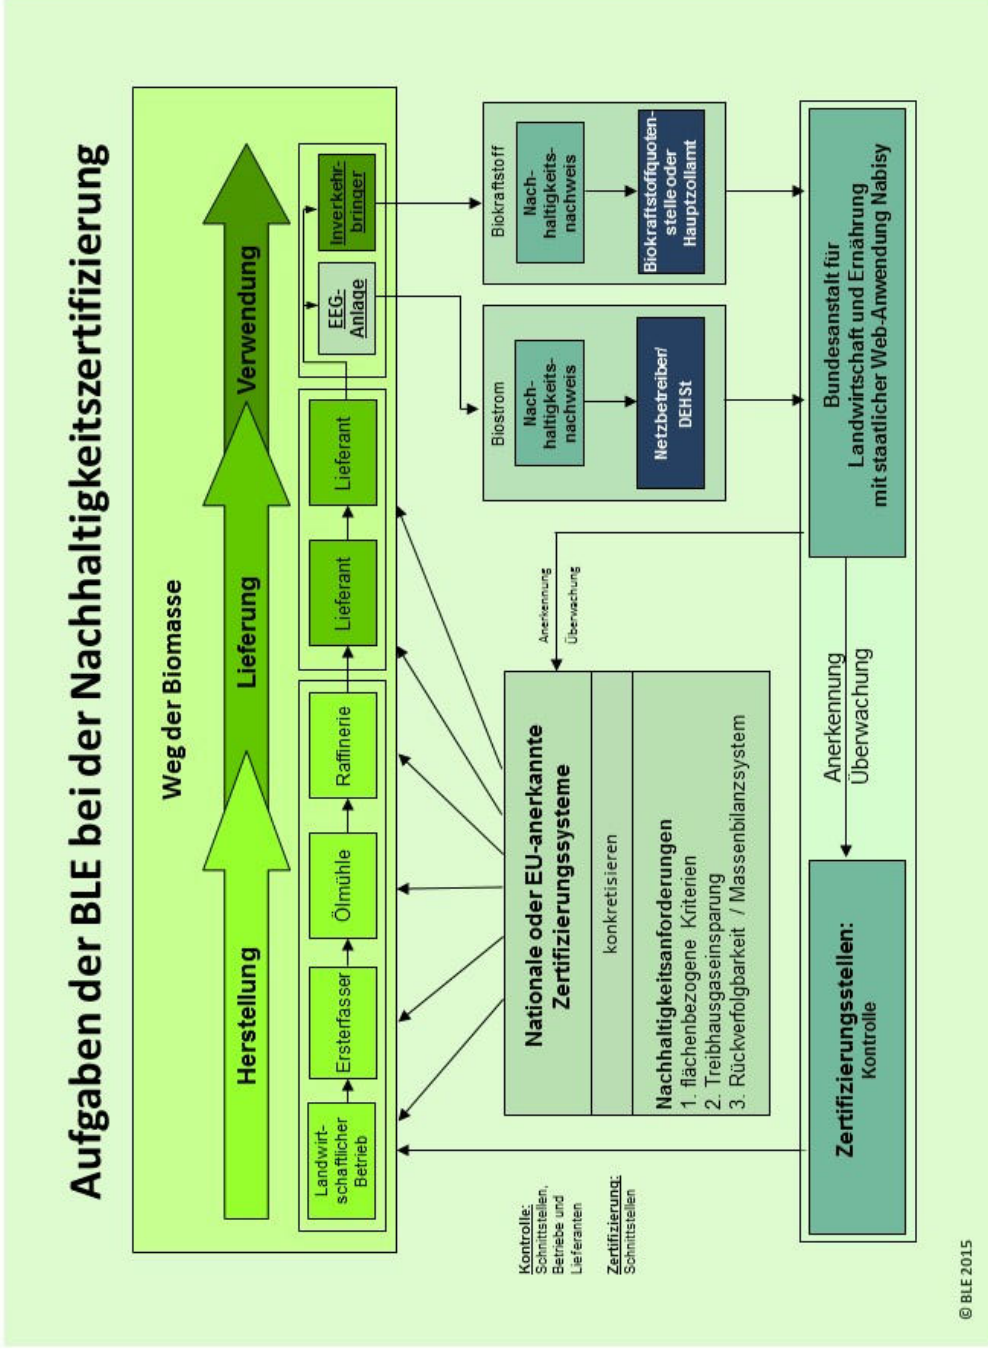 Aufgaben der BLE bei der Nachhaltigkeitszertifizierung
Weg der Biomasse
Herstellung
Lieferung
Verwendung
Landwirt-
schaftlicher
Betrieb
Ersterfasser
Ölmühle
Raffinerie
Lieferant
Lieferant
EEG-
Anlage
Inverkehr-
bringer
Kontrolle:
Schnittstellen,
Betriebe und
Lieferanten
Zertifizierung:
Schnittstellen
Nationale oder EU-anerkannte
Zertifizierungssysteme
konkretisieren
Nachhaltigkeitsanforderungen
1. flächenbezogene Kriterien
2. Treibhausgaseinsparung
3. Rückverfolgbarkeit / Massenbilanzsystem
Anerkennung
Überwachung
Biostrom
Nach-
haltigkeits-
nachweis
Netzbetreiber/
DEHSt
Biokraftstoff
Nach-
haltigkeits-
nachweis
Biokraftstoffquoten-
stelle oder
Hauptzollamt
Zertifizierungsstellen:
Kontrolle
Anerkennung
Überwachung
Bundesanstalt für
Landwirtschaft und Ernährung
mit staatlicher Web-Anwendung Nabisy
© BLE 2015